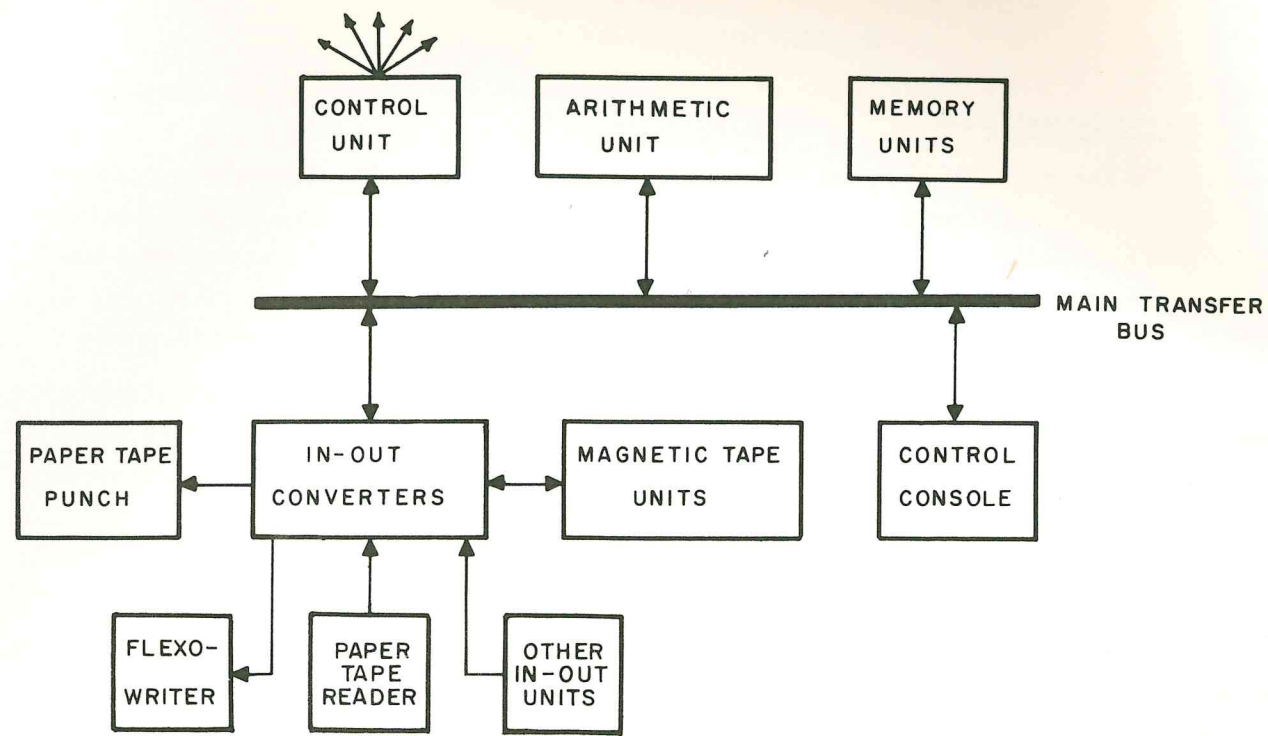 CONTROL
UNIT
ARITHMETIC
UNIT
MEMORY
UNITS
MAIN TRANSFER
BUS
PAPER TAPE
PUNCH
IN-OUT
CONVERTERS
MAGNETIC TAPE
UNITS
CONTROL
CONSOLE
FLEXO-
WRITER
PAPER
TAPE
READER
OTHER
IN-OUT
UNITS